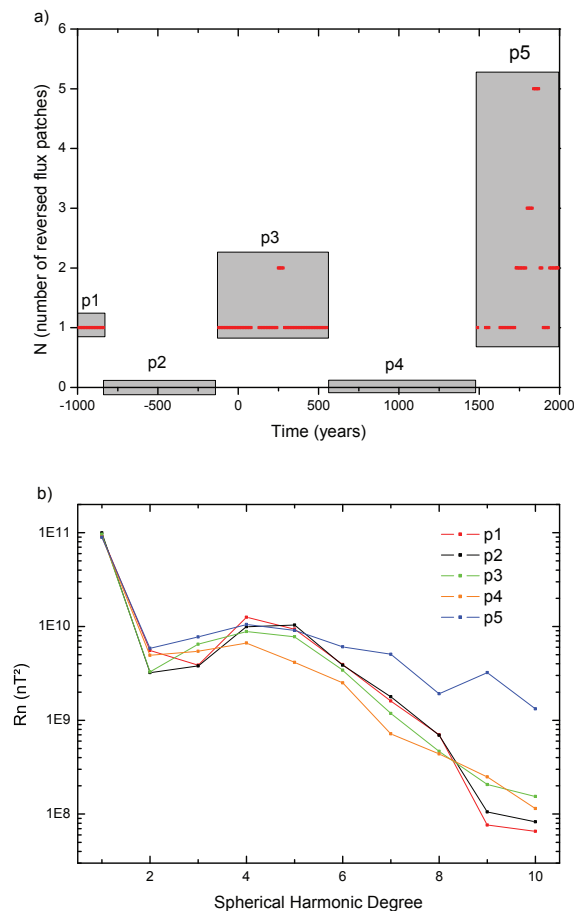 a)
N (number of reversed flux patches)
6
5
4
3
2
1
0
p1
p2
p3
p4
p5
-1000 -500 0 500 1000 1500 2000
Time (years)
b)
Rn (nT²)
1E11
1E10
1E9
1E8
p1
p2
p3
p4
p5
2 4 6 8 10
Spherical Harmonic Degree